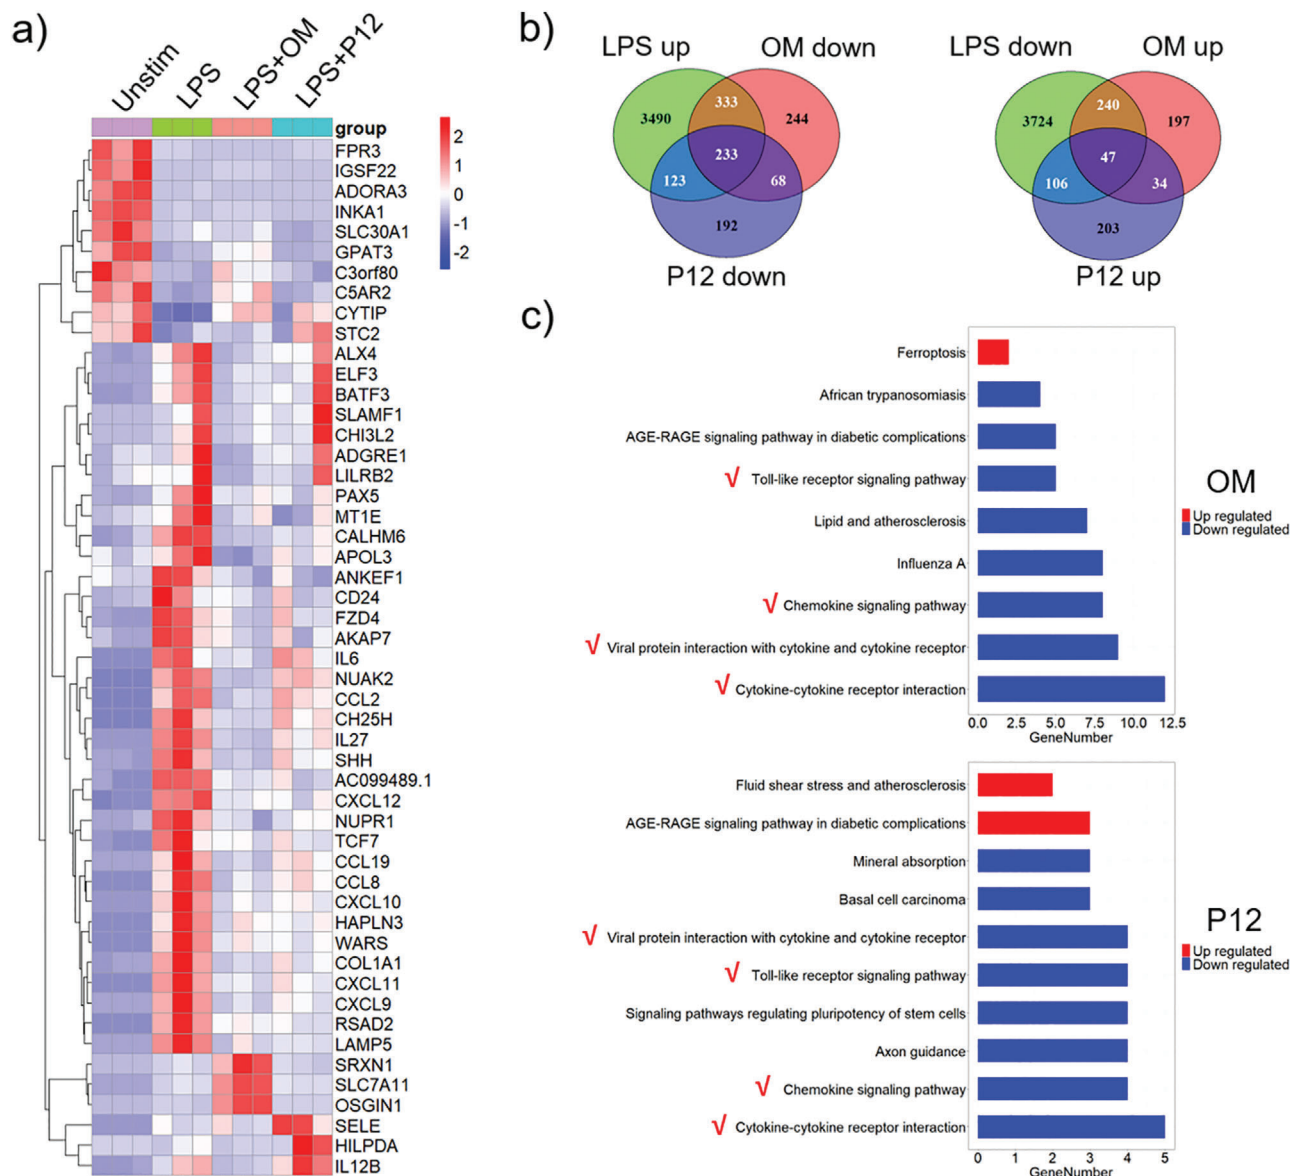 a)
Unstim
LPS
LPS+OM
LPS+P12
group
FPR3
IGSF22
ADORA3
INKA1
SLC30A1
GPAT3
C3orf80
C5AR2
CYTIP
STC2
ALX4
ELF3
BATF3
SLAMF1
CHI3L2
ADGRE1
LILRB2
PAX5
MT1E
CALHM6
APOL3
ANKEF1
CD24
FZD4
AKAP7
IL6
NUAK2
CCL2
CH25H
IL27
SHH
AC099489.1
CXCL12
NUPR1
TCF7
CCL19
CCL8
CXCL10
HAPLN3
WARS
COL1A1
CXCL11
CXCL9
RSAD2
LAMP5
SRXN1
SLC7A11
OSGIN1
SELE
HILPDA
IL12B
2
1
0
-1
-2
b)
LPS up
OM down
333
3490
244
233
123
68
192
P12 down
LPS down
OM up
240
3724
197
47
106
34
203
P12 up
c)
Ferroptosis
African trypanosomiasis
AGE-RAGE signaling pathway in diabetic complications
√ Toll-like receptor signaling pathway
Lipid and atherosclerosis
Influenza A
√ Chemokine signaling pathway
√ Viral protein interaction with cytokine and cytokine receptor
√ Cytokine-cytokine receptor interaction
0.0 2.5 5.0 7.5 10.0 12.5
GeneNumber
OM
Up regulated
Down regulated
Fluid shear stress and atherosclerosis
AGE-RAGE signaling pathway in diabetic complications
Mineral absorption
Basal cell carcinoma
√ Viral protein interaction with cytokine and cytokine receptor
√ Toll-like receptor signaling pathway
Signaling pathways regulating pluripotency of stem cells
Axon guidance
√ Chemokine signaling pathway
√ Cytokine-cytokine receptor interaction
0 1 2 3 4 5
GeneNumber
P12
Up regulated
Down regulated